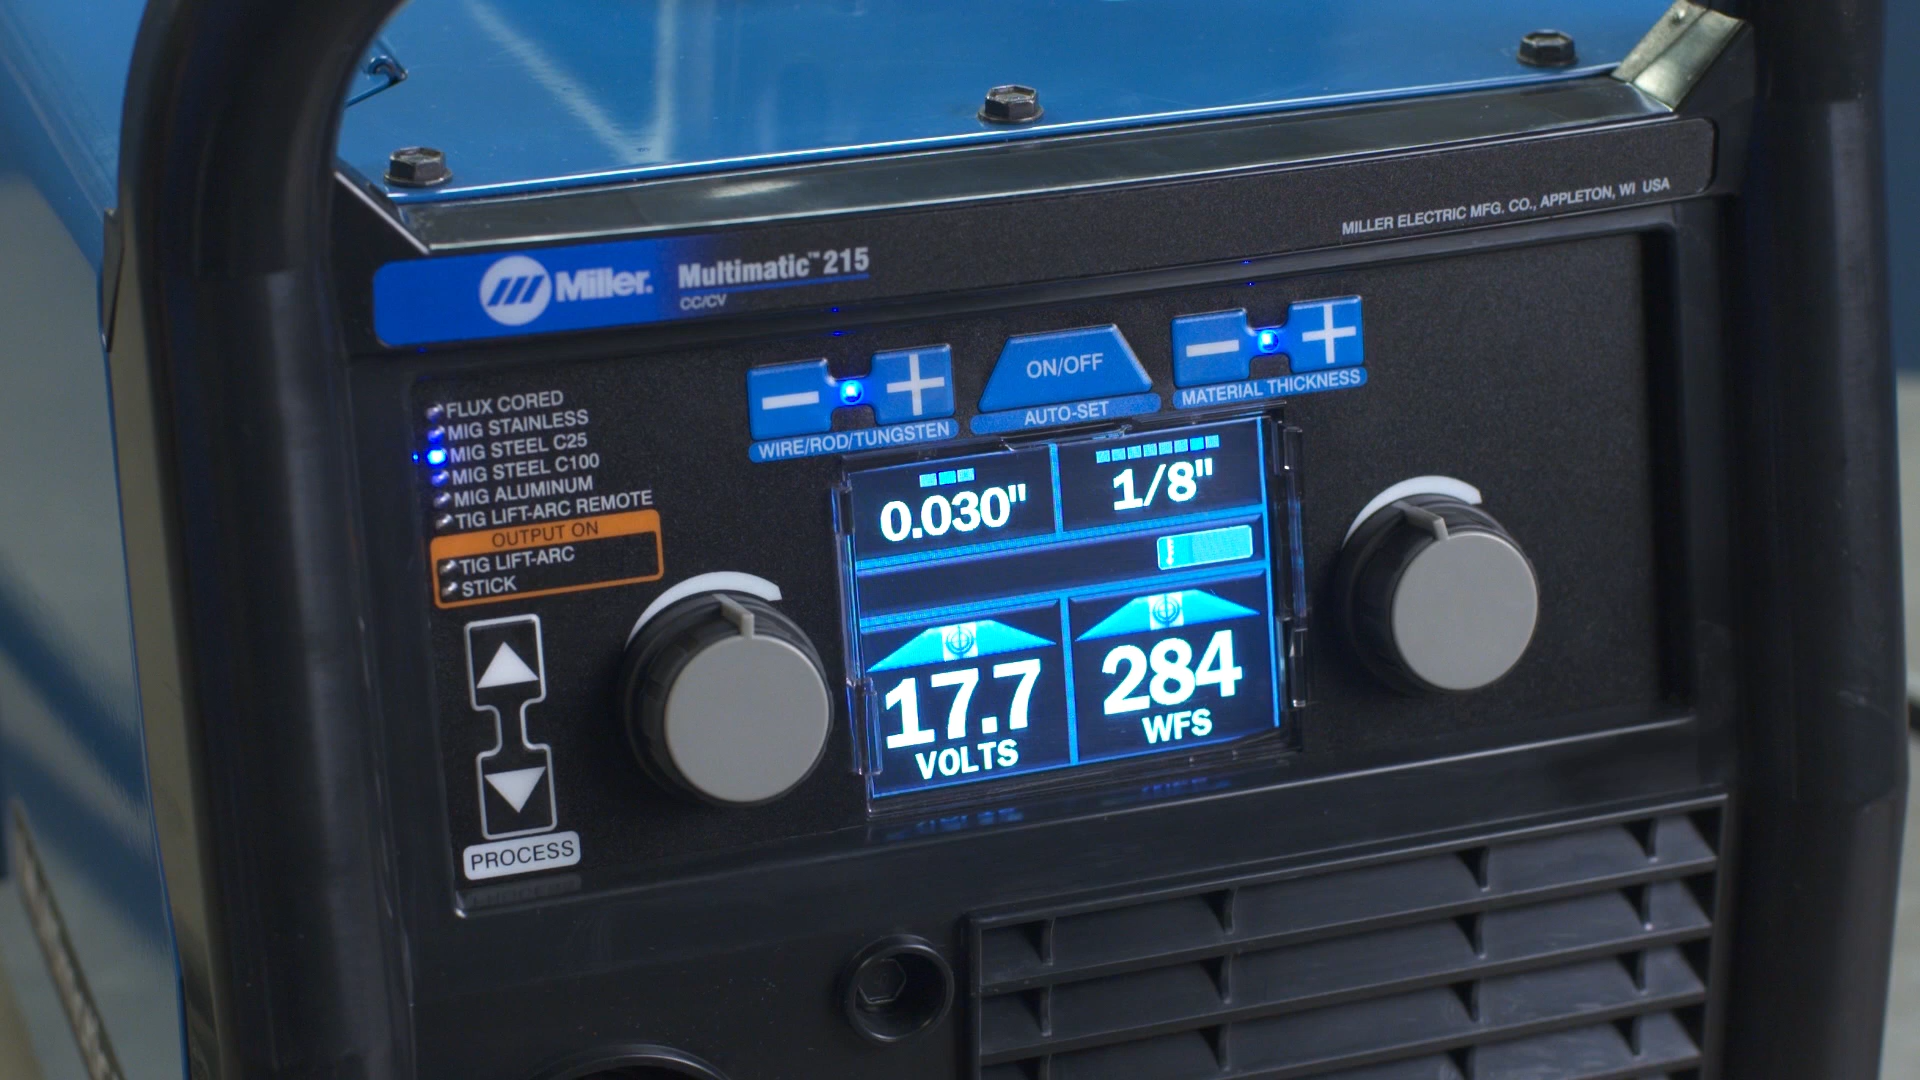 MILLER ELECTRIC MFG. CO., APPLETON, WI USA
Miller.
Multimatic™ 215
CC/CV
WIRE/ROD/TUNGSTEN
ON/OFF
AUTO-SET
MATERIAL THICKNESS
FLUX CORED
MIG STAINLESS
MIG STEEL C25
MIG STEEL C100
MIG ALUMINUM
TIG LIFT-ARC REMOTE
OUTPUT ON
TIG LIFT-ARC
STICK
PROCESS
0.030"
1/8"
17.7
VOLTS
284
WFS